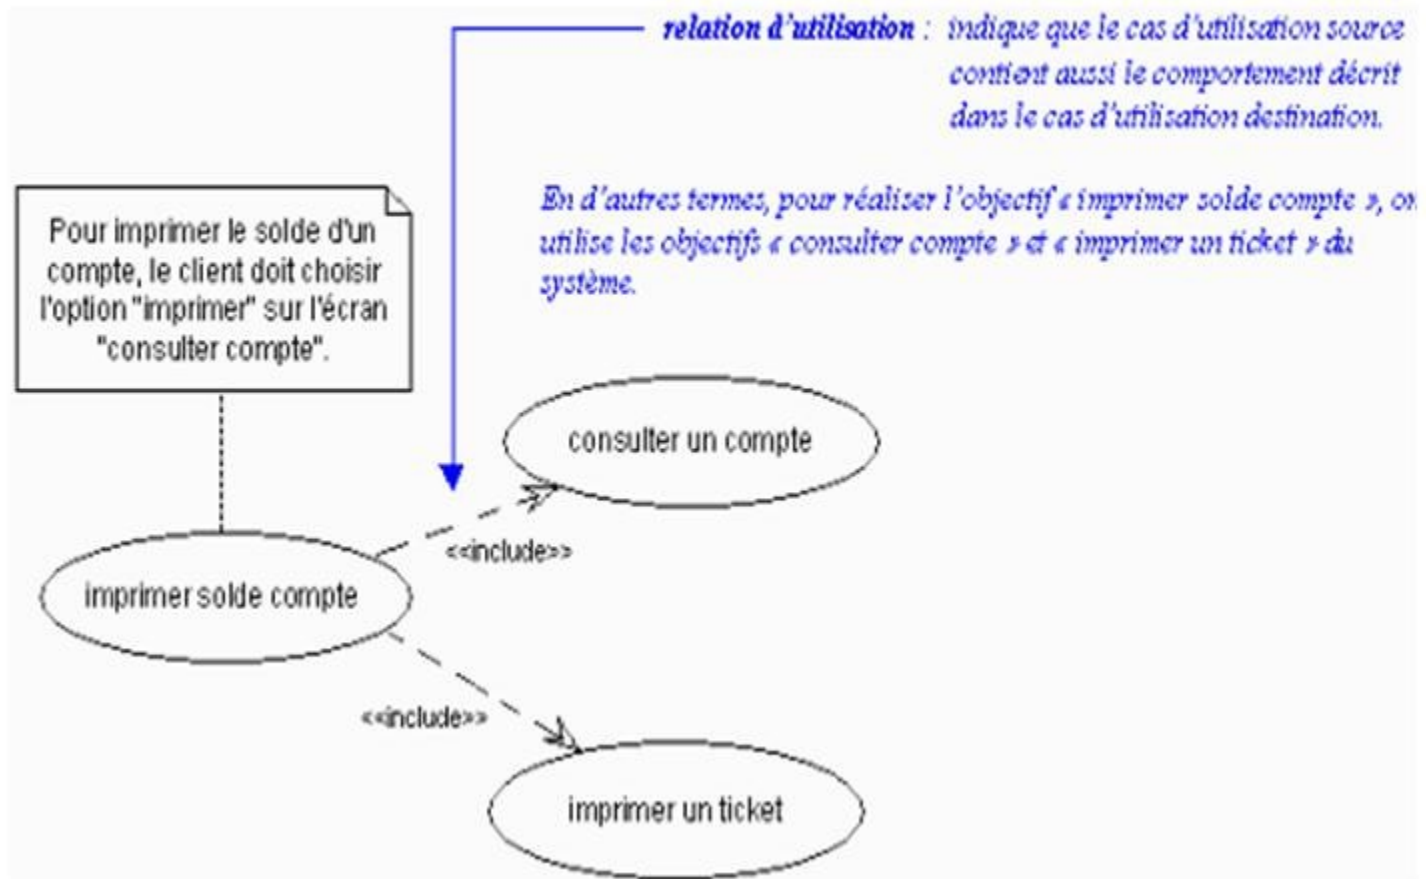 relation d'utilisation : indique que le cas d'utilisation source
contient aussi le comportement décrit
dans le cas d'utilisation destination.
En d'autres termes, pour réaliser l'objectif « imprimer solde compte », on
utilise les objectifs « consulter compte » et « imprimer un ticket » du
système.
Pour imprimer le solde d'un
compte, le client doit choisir
l'option "imprimer" sur l'écran
"consulter compte".
consulter un compte
<<include>>
imprimer solde compte
<<include>>
imprimer un ticket